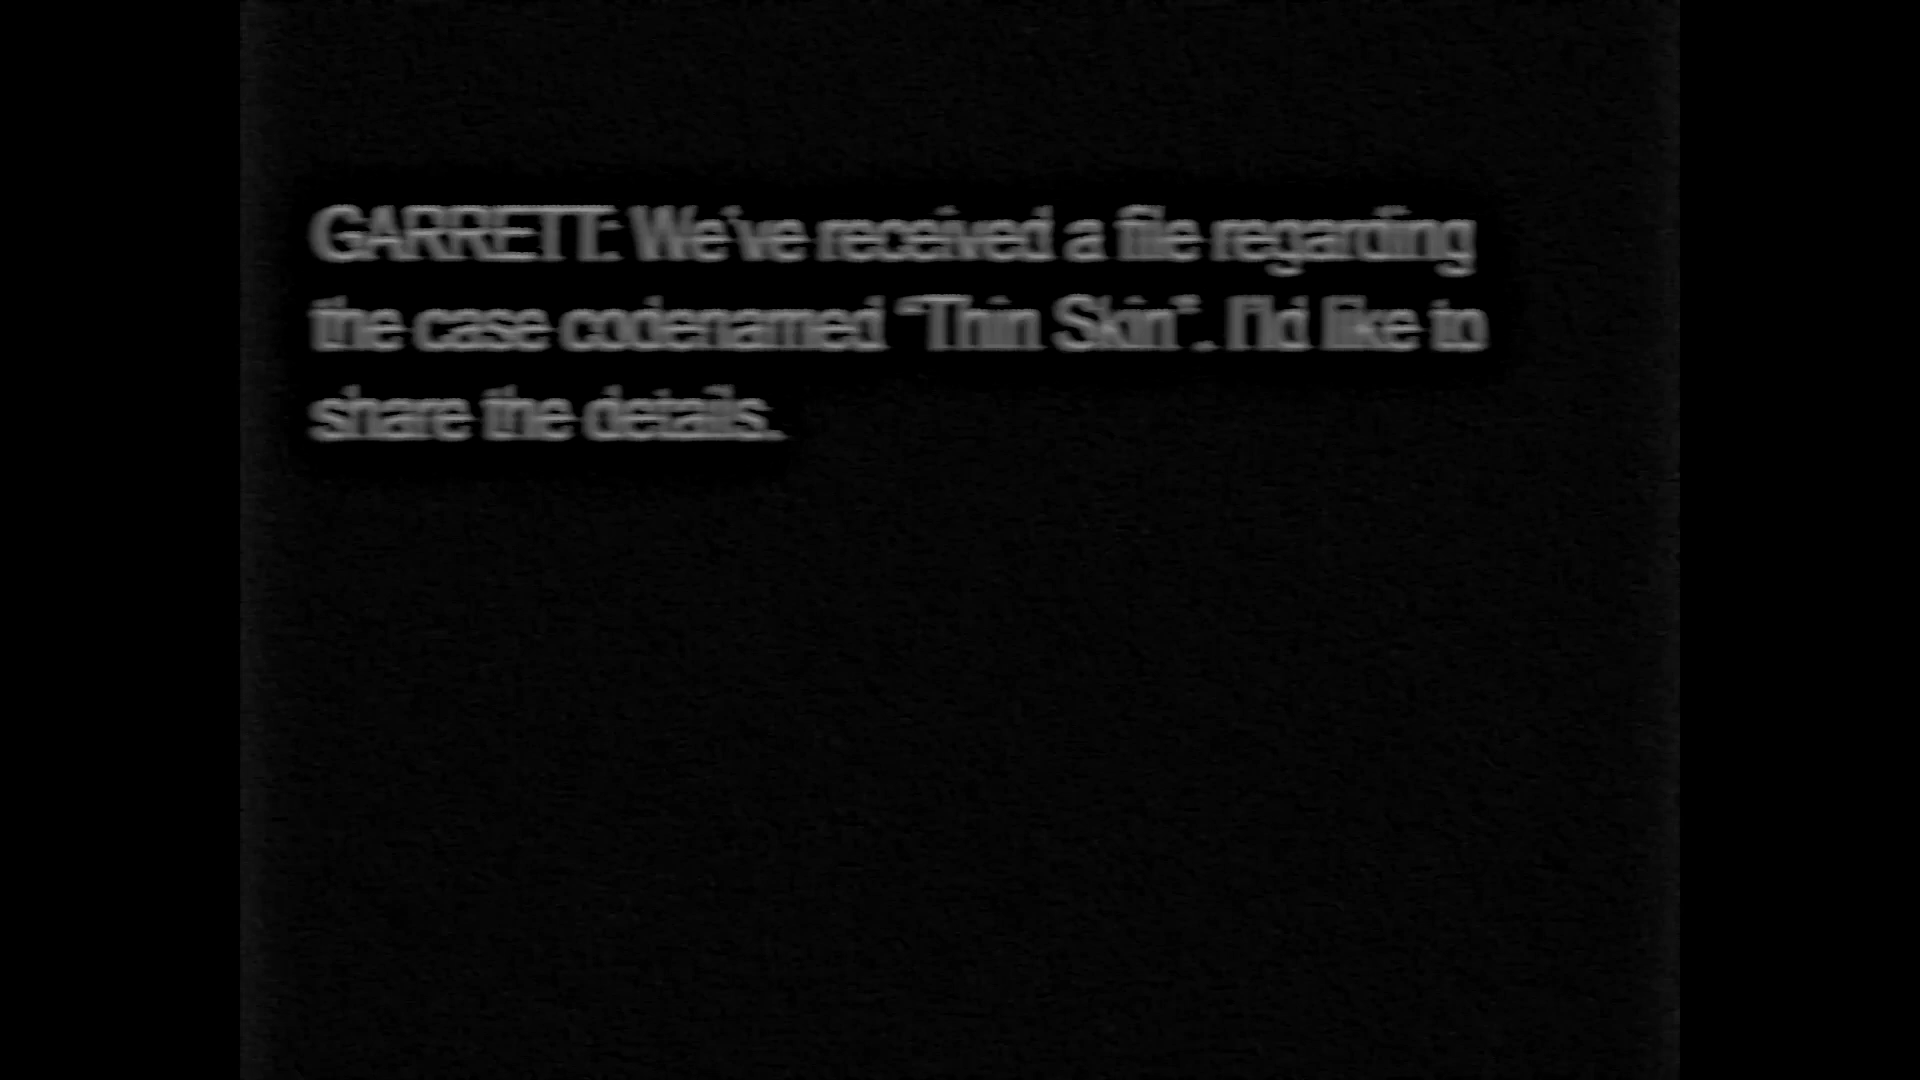 GARRETT: We've received a file regarding
the case codenamed "Thin Skin". I'd like to
share the details.